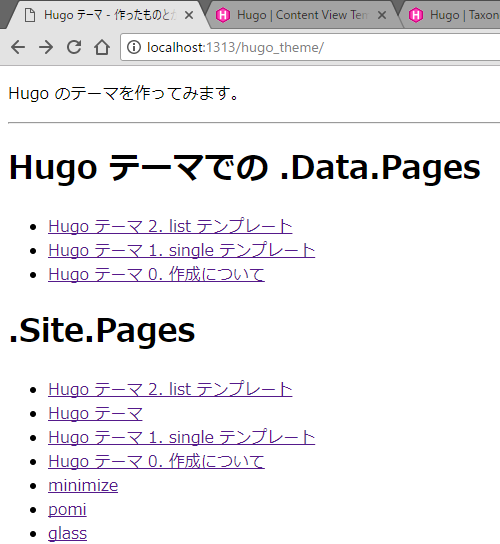 Hugo テーマ - 作ったものとか
Hugo | Content View Tem
Hugo | Taxon
localhost:1313/hugo_theme/
Hugo のテーマを作ってみます。
Hugo テーマでの .Data.Pages
Hugo テーマ 2. list テンプレート
Hugo テーマ 1. single テンプレート
Hugo テーマ 0. 作成について
.Site.Pages
Hugo テーマ 2. list テンプレート
Hugo テーマ
Hugo テーマ 1. single テンプレート
Hugo テーマ 0. 作成について
minimize
pomi
glass